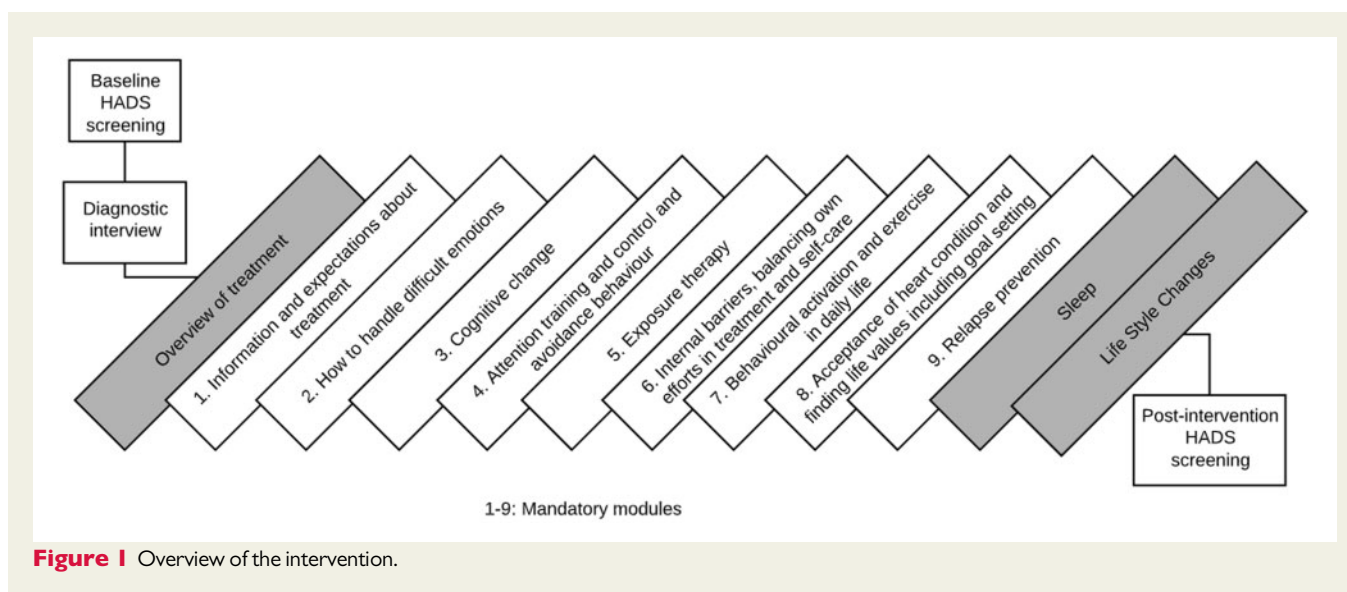 Baseline
HADS
screening
Diagnostic
interview
Overview of treatment
1. Information and expectations about
treatment
2. How to handle difficult emotions
3. Cognitive change
4. Attention training and control and
avoidance behaviour
5. Exposure therapy
6. Internal barriers, balancing own
efforts in treatment and self-care
7. Behavioural activation and exercise
in daily life
8. Acceptance of heart condition and
finding life values including goal setting
9. Relapse prevention
Sleep
Life Style Changes
Post-intervention
HADS
screening
1-9: Mandatory modules
Figure 1 Overview of the intervention.